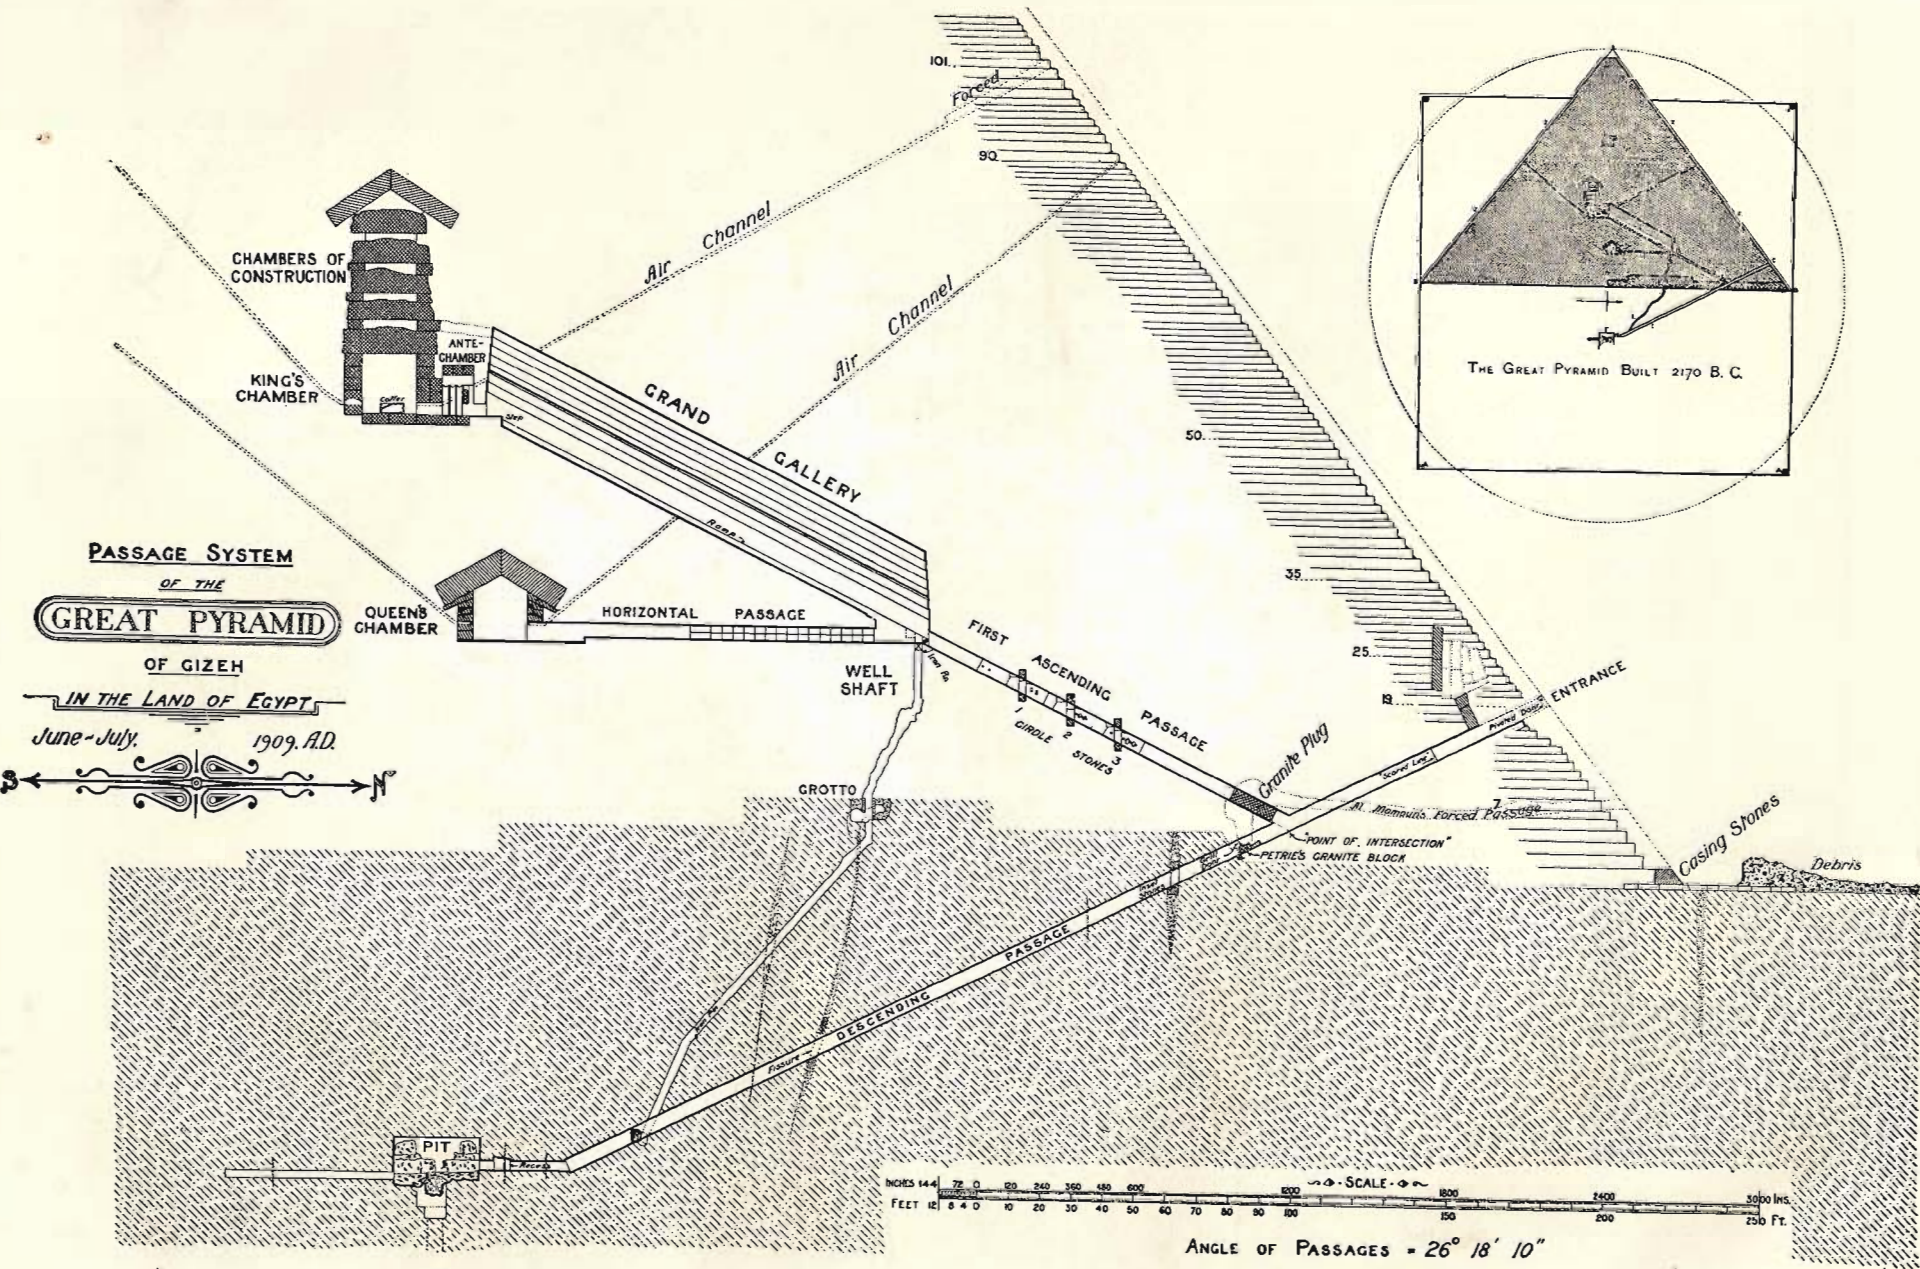 PASSAGE SYSTEM
OF THE
GREAT PYRAMID
OF GIZEH
IN THE LAND OF EGYPT
June-July. 1909. A.D.
S N
CHAMBERS OF
CONSTRUCTION
KING'S
CHAMBER
Coffer
ANTE-
CHAMBER
STEP
GRAND
GALLERY
Ramp
Air Channel
Forced
Air Channel
101.
90.
50.
35
25
19
7
QUEEN'S
CHAMBER
HORIZONTAL PASSAGE
WELL
SHAFT
FIRST
ASCENDING
PASSAGE
1
2
3
GIRDLE
STONES
Granite Plug
Scored Line
Pivoted Door
ENTRANCE
Al Mamoun's Forced Passage
"POINT OF INTERSECTION"
PETRIE'S GRANITE BLOCK
Casing Stones
Debris
GROTTO
DESCENDING PASSAGE
Fissure
PIT
Recess
THE GREAT PYRAMID BUILT 2170 B.C.
SCALE
INCHES 144 72 0 120 240 360 480 600 1200 1800 2400 3000 INS.
FEET 12 8 4 0 10 20 30 40 50 60 70 80 90 100 150 200 250 FT.
ANGLE OF PASSAGES = 26° 18' 10"